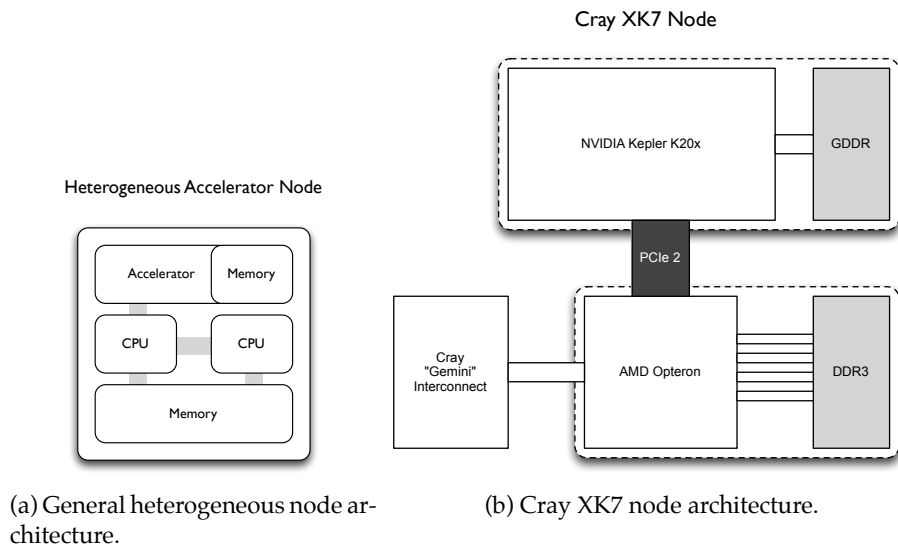 Cray XK7 Node
NVIDIA Kepler K20x
GDDR
Heterogeneous Accelerator Node
PCIe 2
Accelerator
Memory
CPU
CPU
Memory
Cray
"Gemini"
Interconnect
AMD Opteron
DDR3
(a) General heterogeneous node ar-
chitecture.
(b) Cray XK7 node architecture.